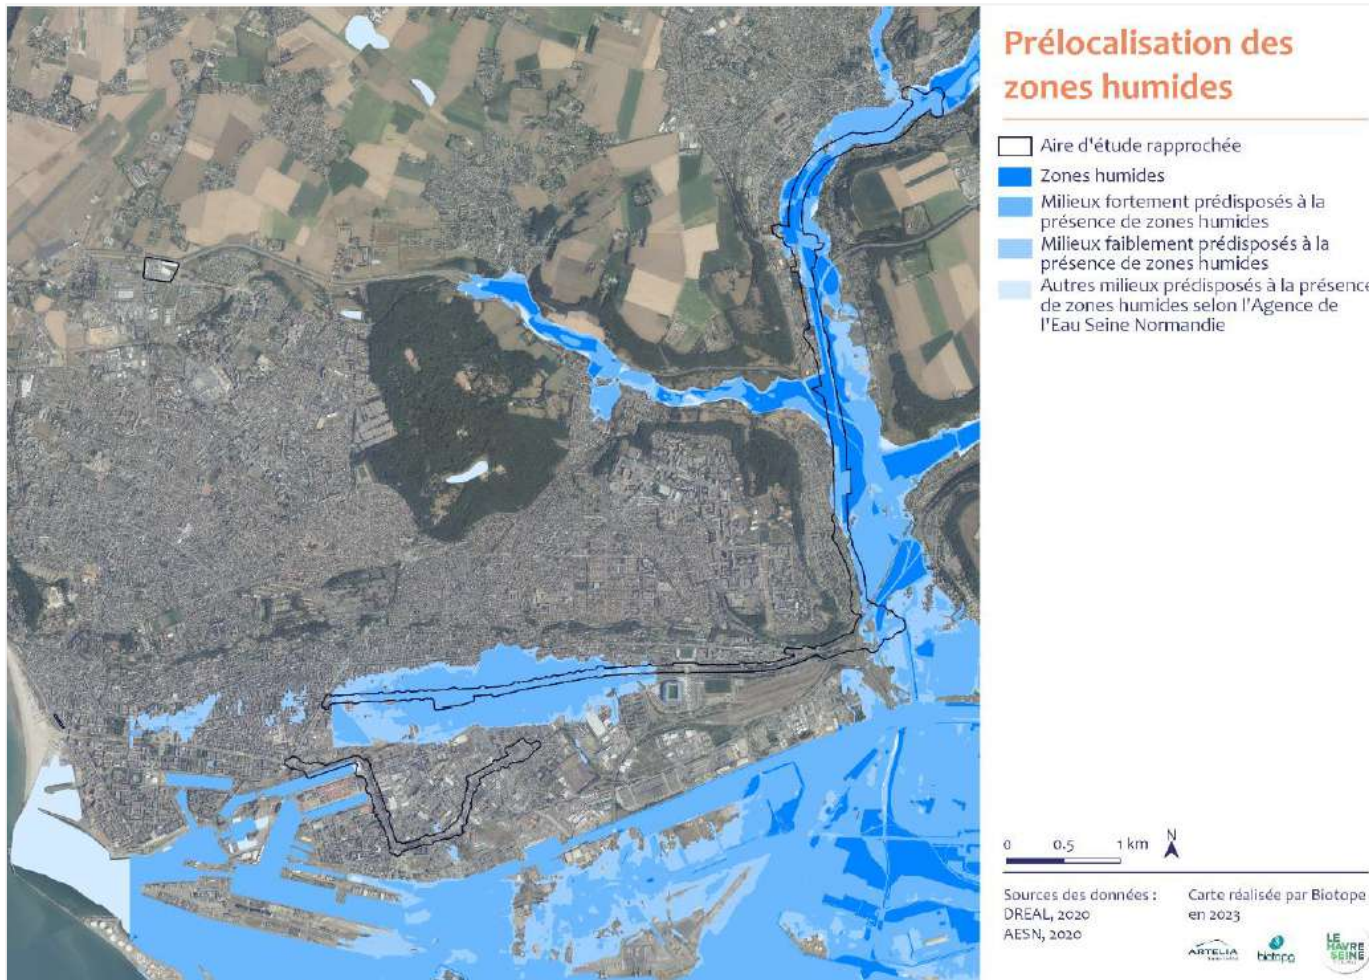 Prélocalisation des
zones humides
Aire d'étude rapprochée
Zones humides
Milieux fortement prédisposés à la
présence de zones humides
Milieux faiblement prédisposés à la
présence de zones humides
Autres milieux prédisposés à la présence
de zones humides selon l'Agence de
l'Eau Seine Normandie
0 0.5 1 km N
Sources des données :
DREAL, 2020
AESN, 2020
Carte réalisée par Biotope
en 2023
ARTELIA
biotope
LE
HAVRE
SEINE